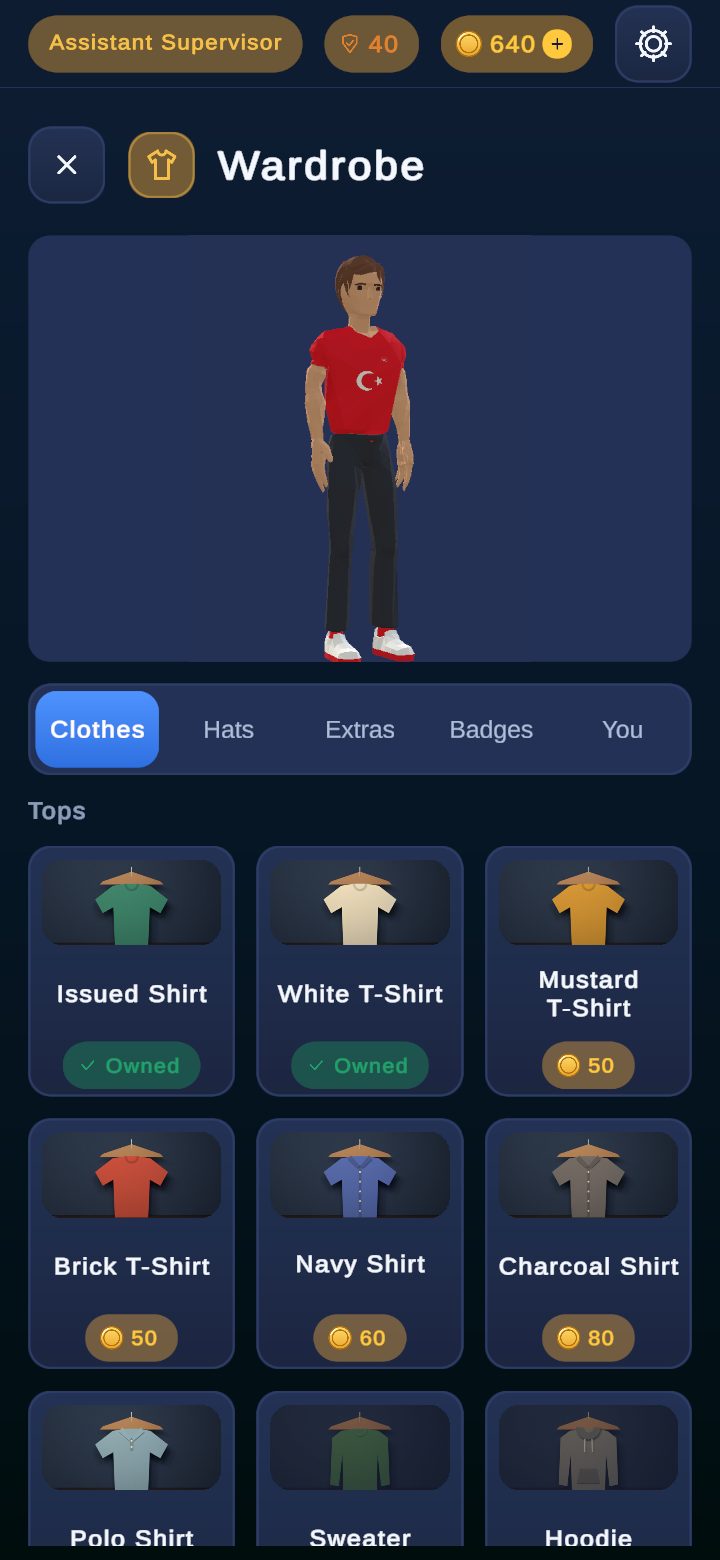 Assistant Supervisor
40
640
Wardrobe
Clothes
Hats
Extras
Badges
You
Tops
Issued Shirt
White T-Shirt
Mustard
T-Shirt
Owned
Owned
50
Brick T-Shirt
Navy Shirt
Charcoal Shirt
50
60
80
Polo Shirt
Sweater
Hoodie